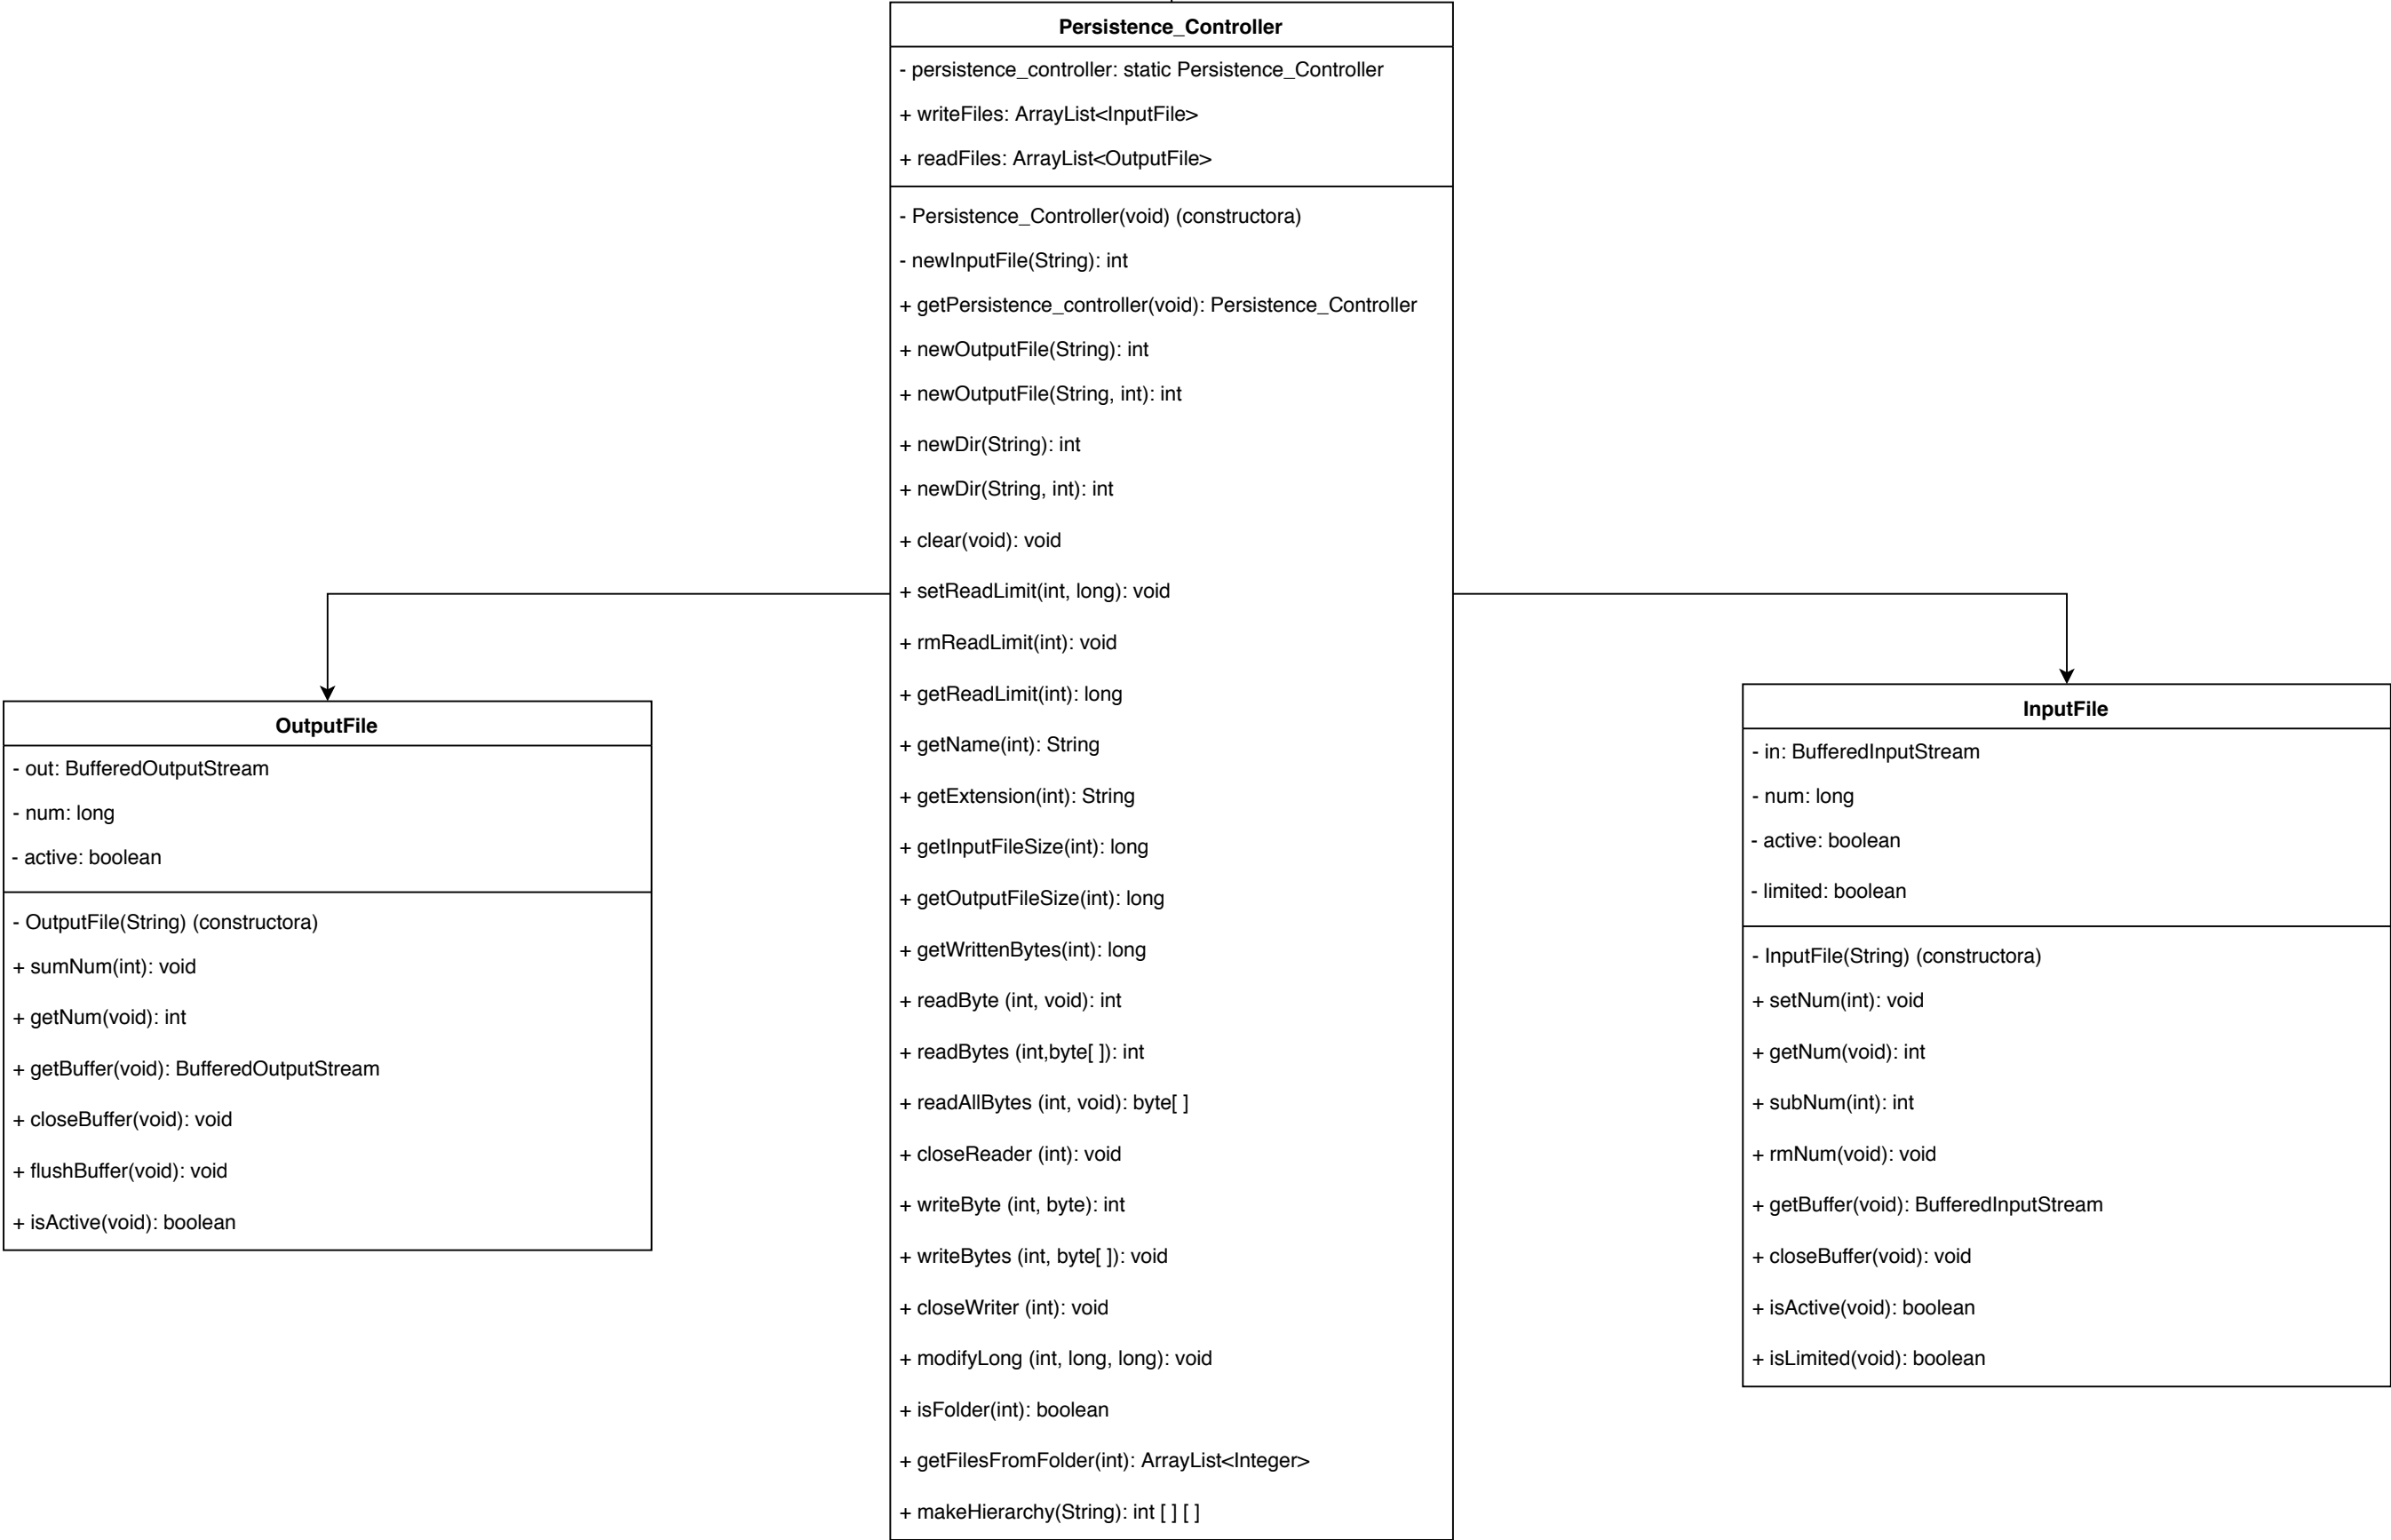 Persistence_Controller
- persistence_controller: static Persistence_Controller
+ writeFiles: ArrayList<InputFile>
+ readFiles: ArrayList<OutputFile>
- Persistence_Controller(void) (constructora)
- newInputFile(String): int
+ getPersistence_controller(void): Persistence_Controller
+ newOutputFile(String): int
+ newOutputFile(String, int): int
+ newDir(String): int
+ newDir(String, int): int
+ clear(void): void
+ setReadLimit(int, long): void
+ rmReadLimit(int): void
+ getReadLimit(int): long
+ getName(int): String
+ getExtension(int): String
+ getInputFileSize(int): long
+ getOutputFileSize(int): long
+ getWrittenBytes(int): long
+ readByte (int, void): int
+ readBytes (int,byte[ ]): int
+ readAllBytes (int, void): byte[ ]
+ closeReader (int): void
+ writeByte (int, byte): int
+ writeBytes (int, byte[ ]): void
+ closeWriter (int): void
+ modifyLong (int, long, long): void
+ isFolder(int): boolean
+ getFilesFromFolder(int): ArrayList<Integer>
+ makeHierarchy(String): int [ ] [ ]
OutputFile
- out: BufferedOutputStream
- num: long
- active: boolean
- OutputFile(String) (constructora)
+ sumNum(int): void
+ getNum(void): int
+ getBuffer(void): BufferedOutputStream
+ closeBuffer(void): void
+ flushBuffer(void): void
+ isActive(void): boolean
InputFile
- in: BufferedInputStream
- num: long
- active: boolean
- limited: boolean
- InputFile(String) (constructora)
+ setNum(int): void
+ getNum(void): int
+ subNum(int): int
+ rmNum(void): void
+ getBuffer(void): BufferedInputStream
+ closeBuffer(void): void
+ isActive(void): boolean
+ isLimited(void): boolean